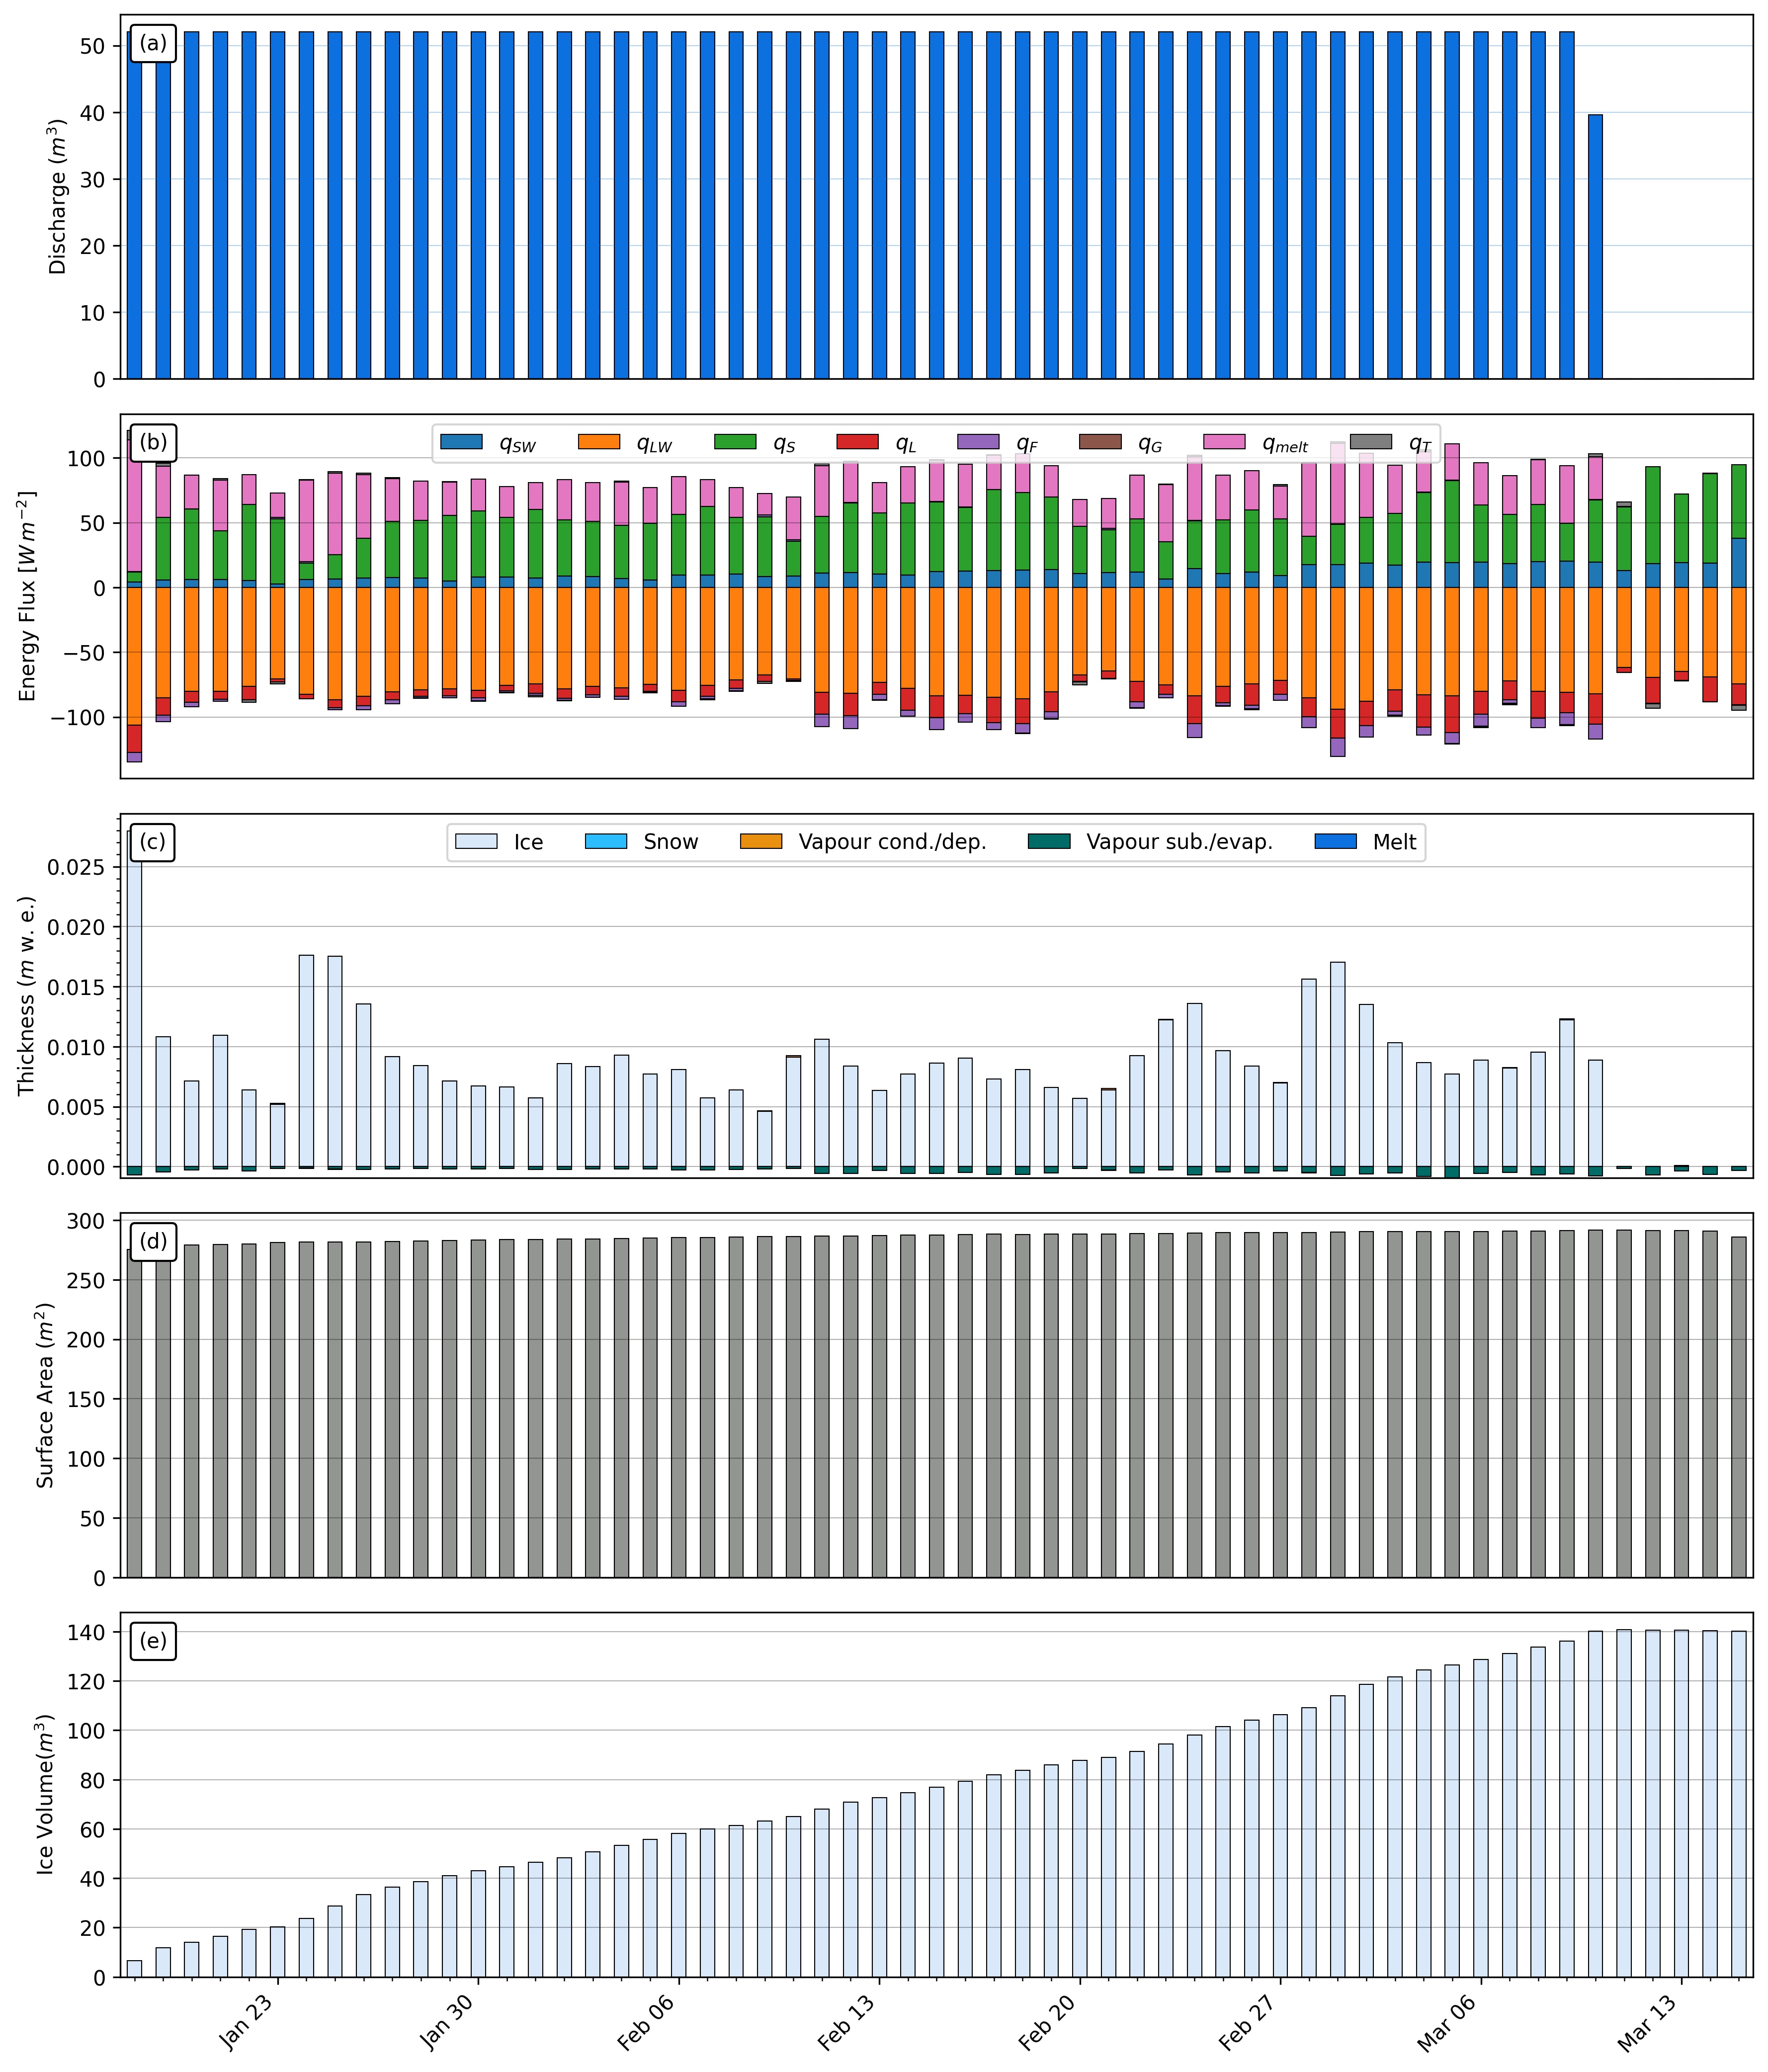 (a)
50
40
30
20
10
0
Discharge (m³)
(b)
q_SW q_LW q_S q_L q_F q_G q_melt q_T
100
50
0
−50
−100
Energy Flux [W m⁻²]
(c)
Ice Snow Vapour cond./dep. Vapour sub./evap. Melt
0.025
0.020
0.015
0.010
0.005
0.000
Thickness (m w. e.)
(d)
300
250
200
150
100
50
0
Surface Area (m²)
(e)
140
120
100
80
60
40
20
0
Ice Volume(m³)
Jan 23 Jan 30 Feb 06 Feb 13 Feb 20 Feb 27 Mar 06 Mar 13